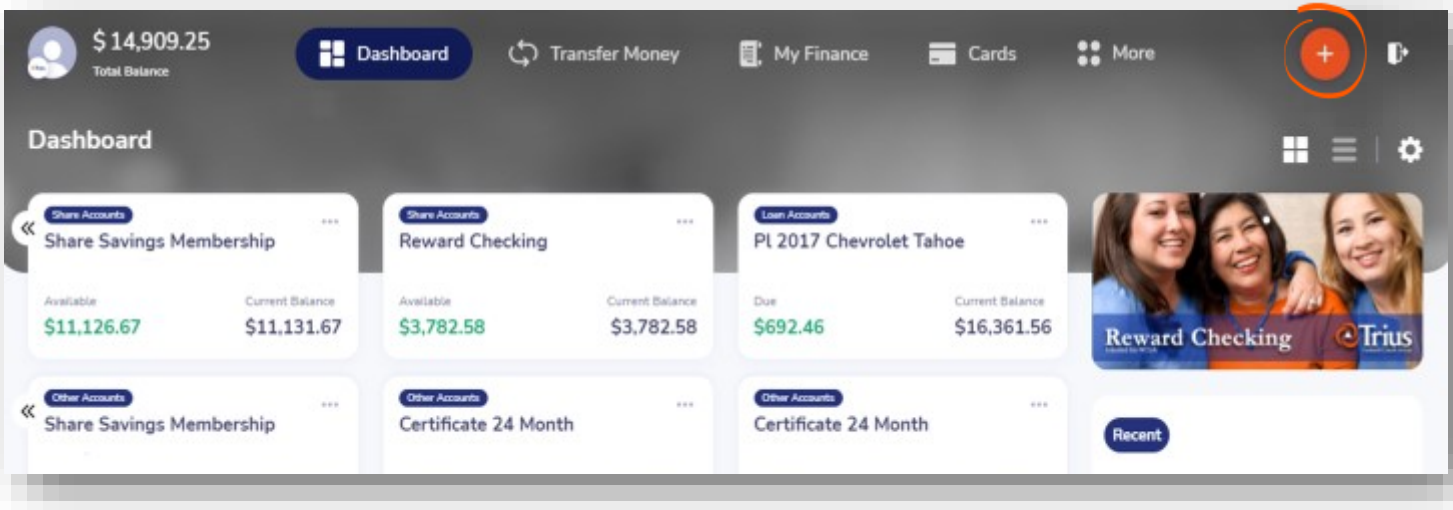 $ 14,909.25
Total Balance
Dashboard
Transfer Money
My Finance
Cards
More
Dashboard
Share Accounts
Share Savings Membership
Available
Current Balance
$11,126.67
$11,131.67
Share Accounts
Reward Checking
Available
Current Balance
$3,782.58
$3,782.58
Loan Accounts
Pl 2017 Chevrolet Tahoe
Due
Current Balance
$692.46
$16,361.56
Reward Checking
Trius
Other Accounts
Share Savings Membership
Other Accounts
Certificate 24 Month
Other Accounts
Certificate 24 Month
Recent